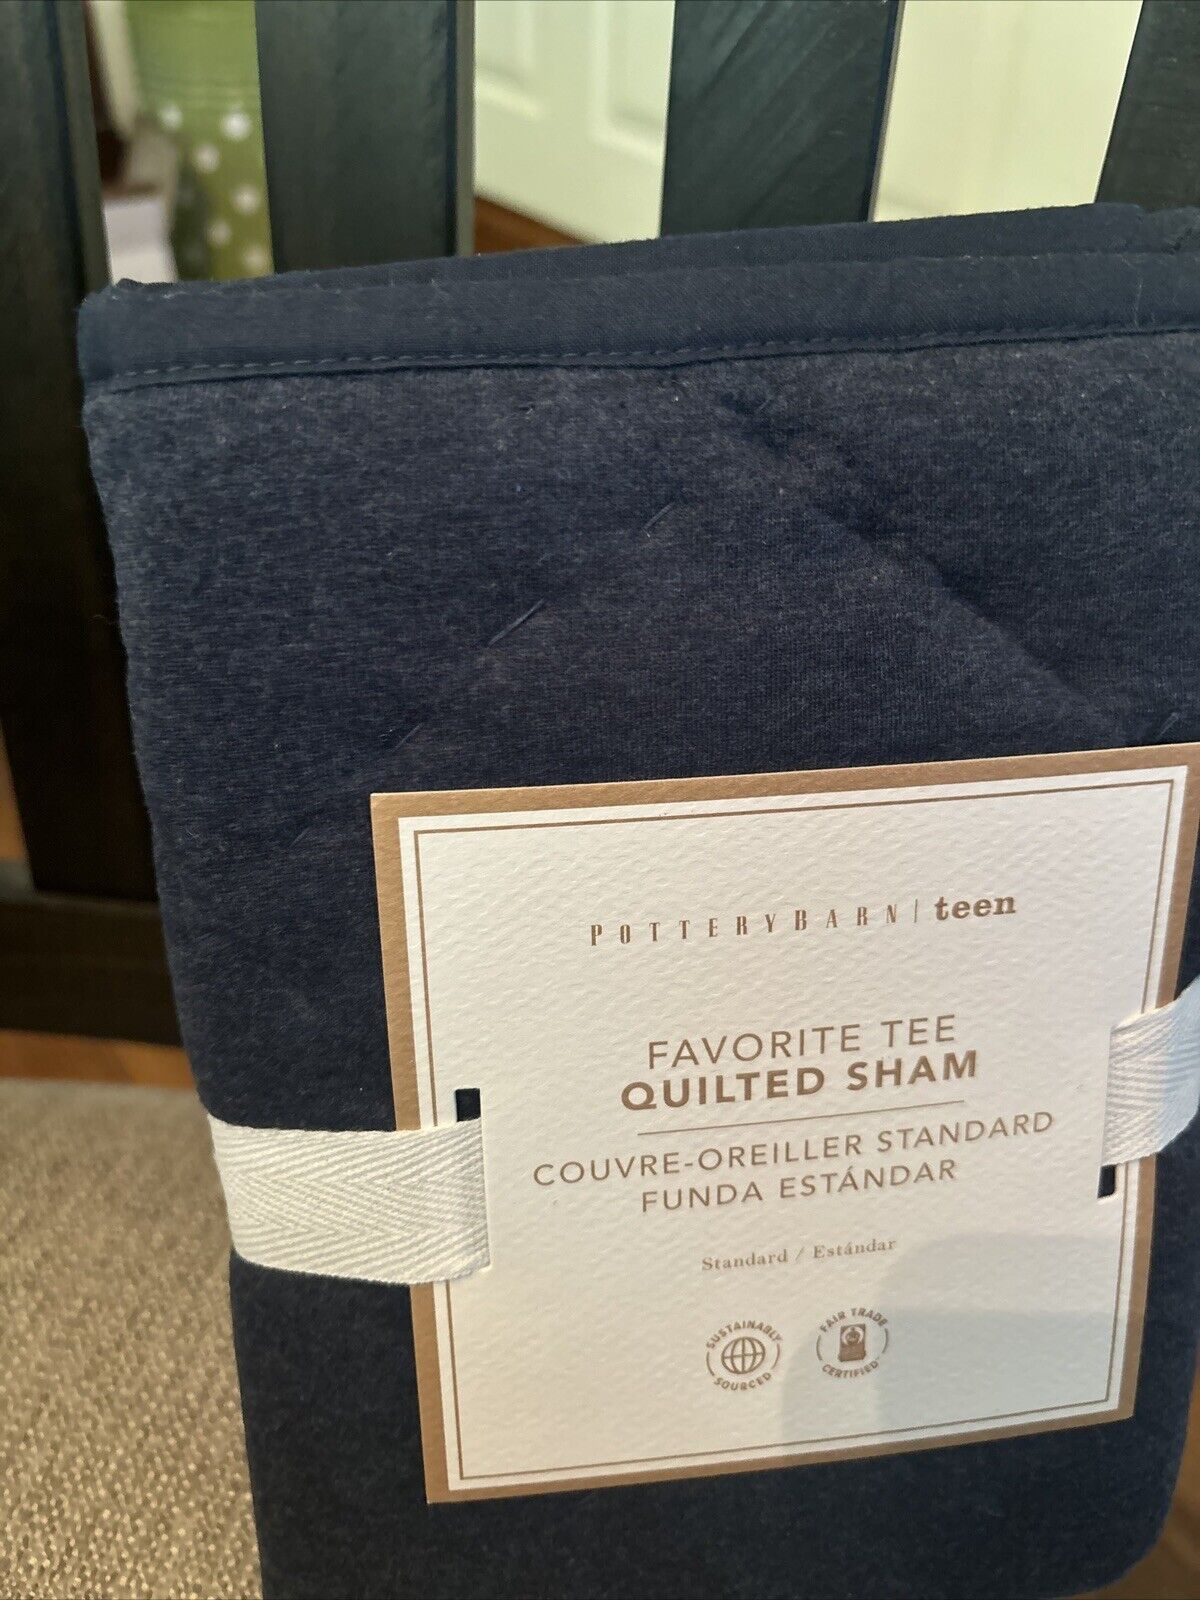 POTTERYBARN | teen
FAVORITE TEE
QUILTED SHAM
COUVRE-OREILLER STANDARD
FUNDA ESTÁNDAR
Standard / Estándar
SUSTAINABLY SOURCED
FAIR TRADE CERTIFIED